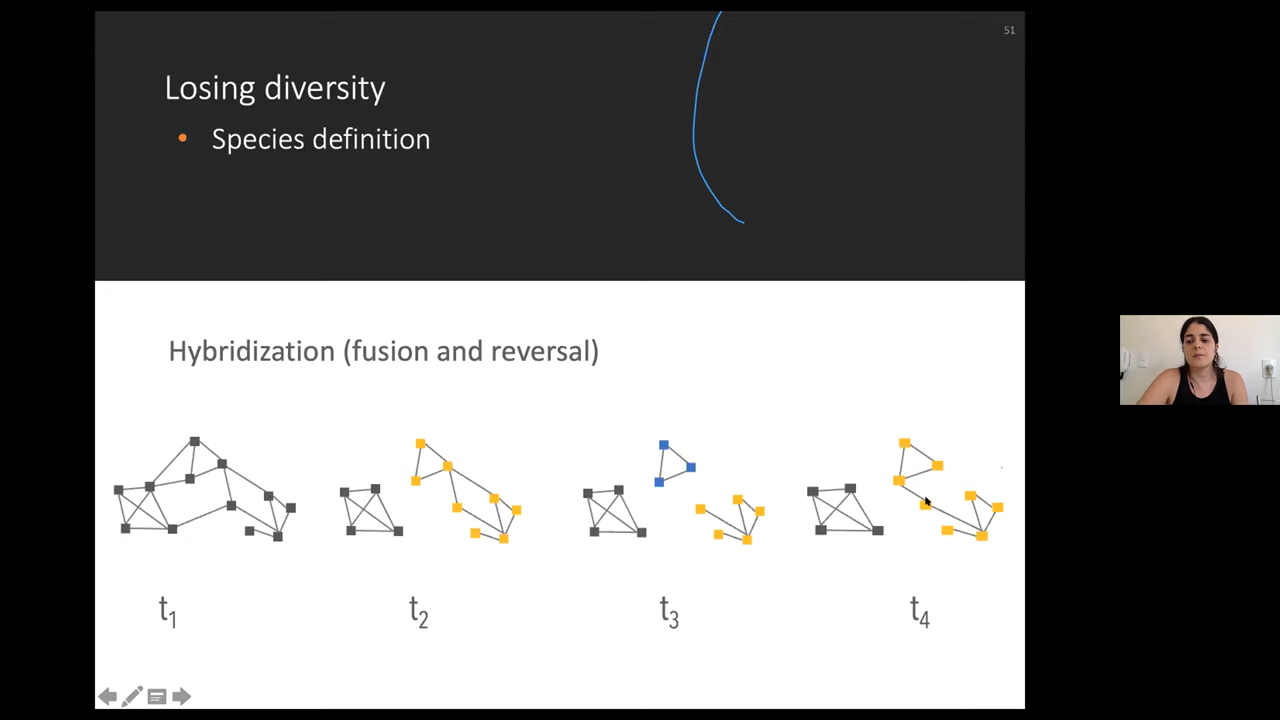 51
Losing diversity
• Species definition
Hybridization (fusion and reversal)
t₁ t₂ t₃ t₄